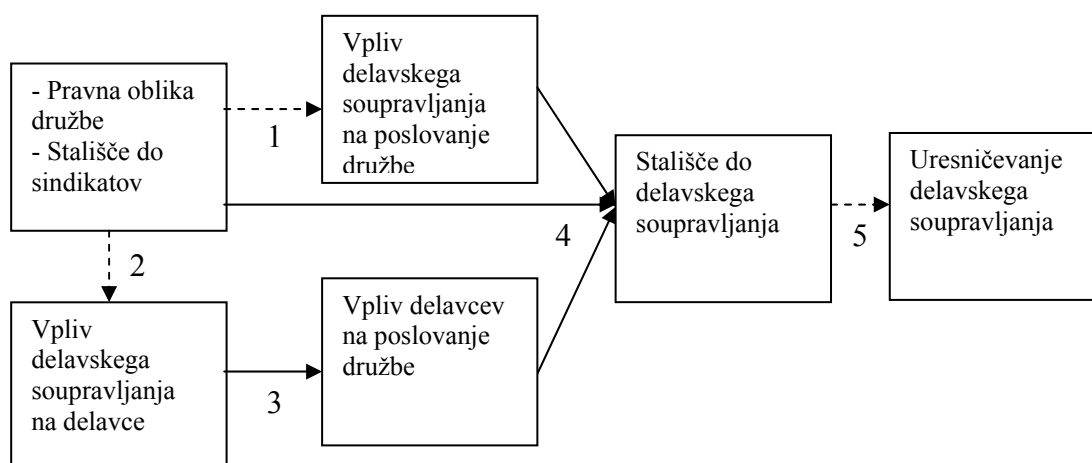 - Pravna oblika
družbe
- Stališče do
sindikatov
1
Vpliv
delavskega
soupravljanja
na poslovanje
družbe
4
Stališče do
delavskega
soupravljanja
5
Uresničevanje
delavskega
soupravljanja
2
Vpliv
delavskega
soupravljanja
na delavce
3
Vpliv delavcev
na poslovanje
družbe